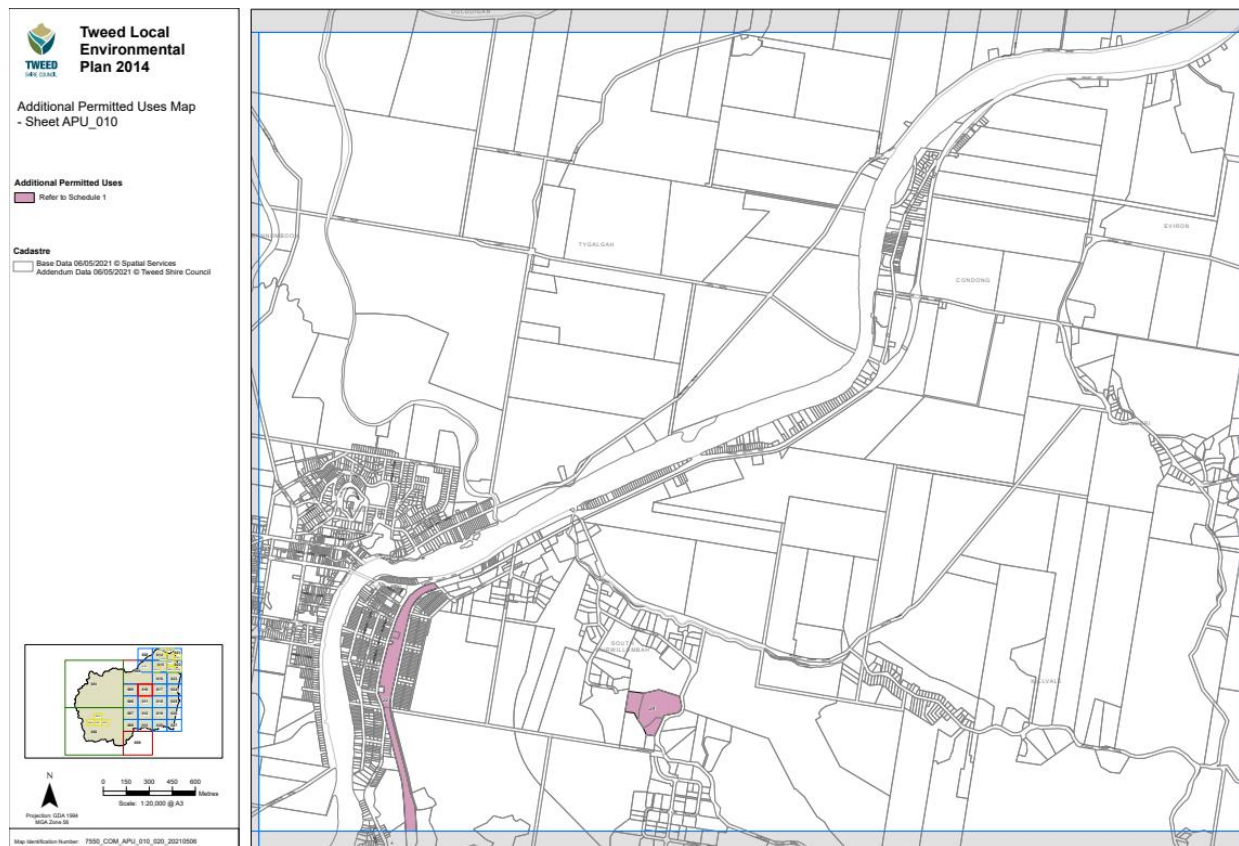 TWEED
SHIRE COUNCIL
Tweed Local
Environmental
Plan 2014
Additional Permitted Uses Map
- Sheet APU_010
Additional Permitted Uses
Refer to Schedule 1
Cadastre
Base Data 06/05/2021 © Spatial Services
Addendum Data 06/05/2021 © Tweed Shire Council
TYGALGAH
EVIRON
CONDONG
SOUTH
MURWILLUMBAH
N
0 150 300 450 600
Metres
Scale: 1:20,000 @ A3
Projection: GDA 1994
MGA Zone 56
Map Identification Number: 7550_COM_APU_010_020_20210506